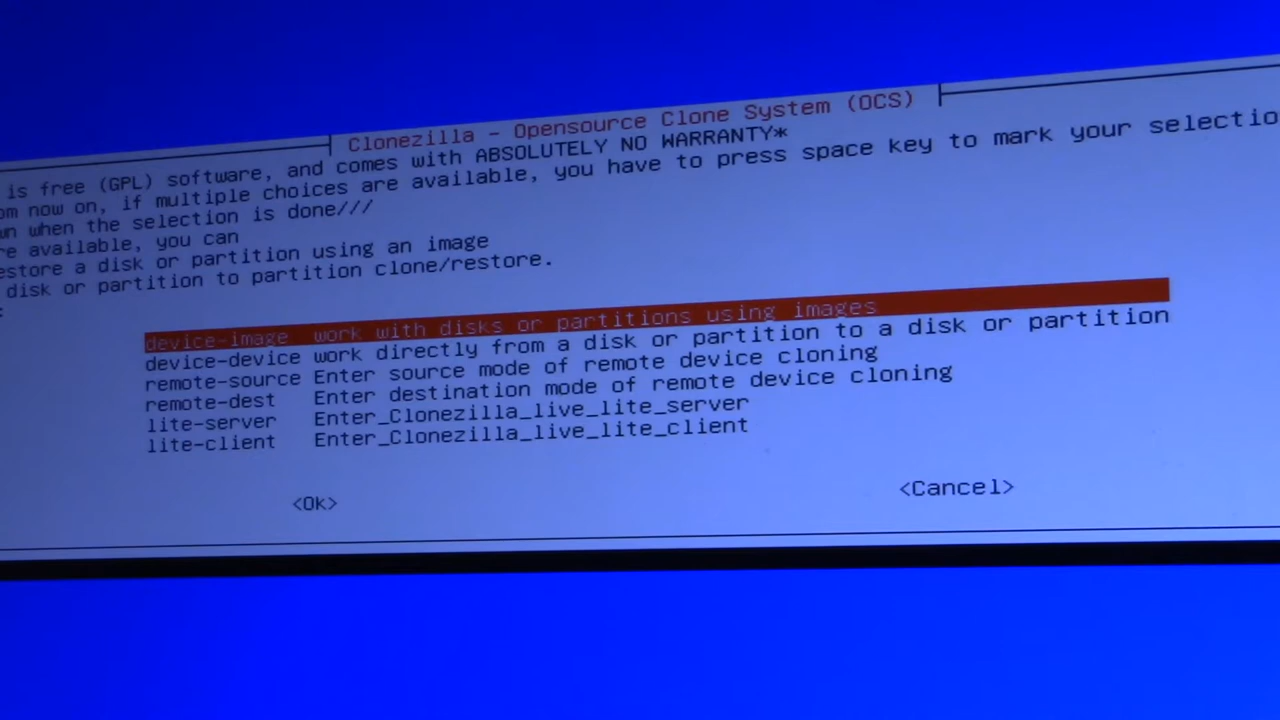 Clonezilla - Opensource Clone System (OCS)
is free (GPL) software, and comes with ABSOLUTELY NO WARRANTY*
om now on, if multiple choices are available, you have to press space key to mark your selectio
wn when the selection is done///
re available, you can
estore a disk or partition using an image
disk or partition to partition clone/restore.
:
device-image work with disks or partitions using images
device-device work directly from a disk or partition to a disk or partition
remote-source Enter source mode of remote device cloning
remote-dest Enter destination mode of remote device cloning
lite-server Enter_Clonezilla_live_lite_server
lite-client Enter_Clonezilla_live_lite_client
<Ok> <Cancel>